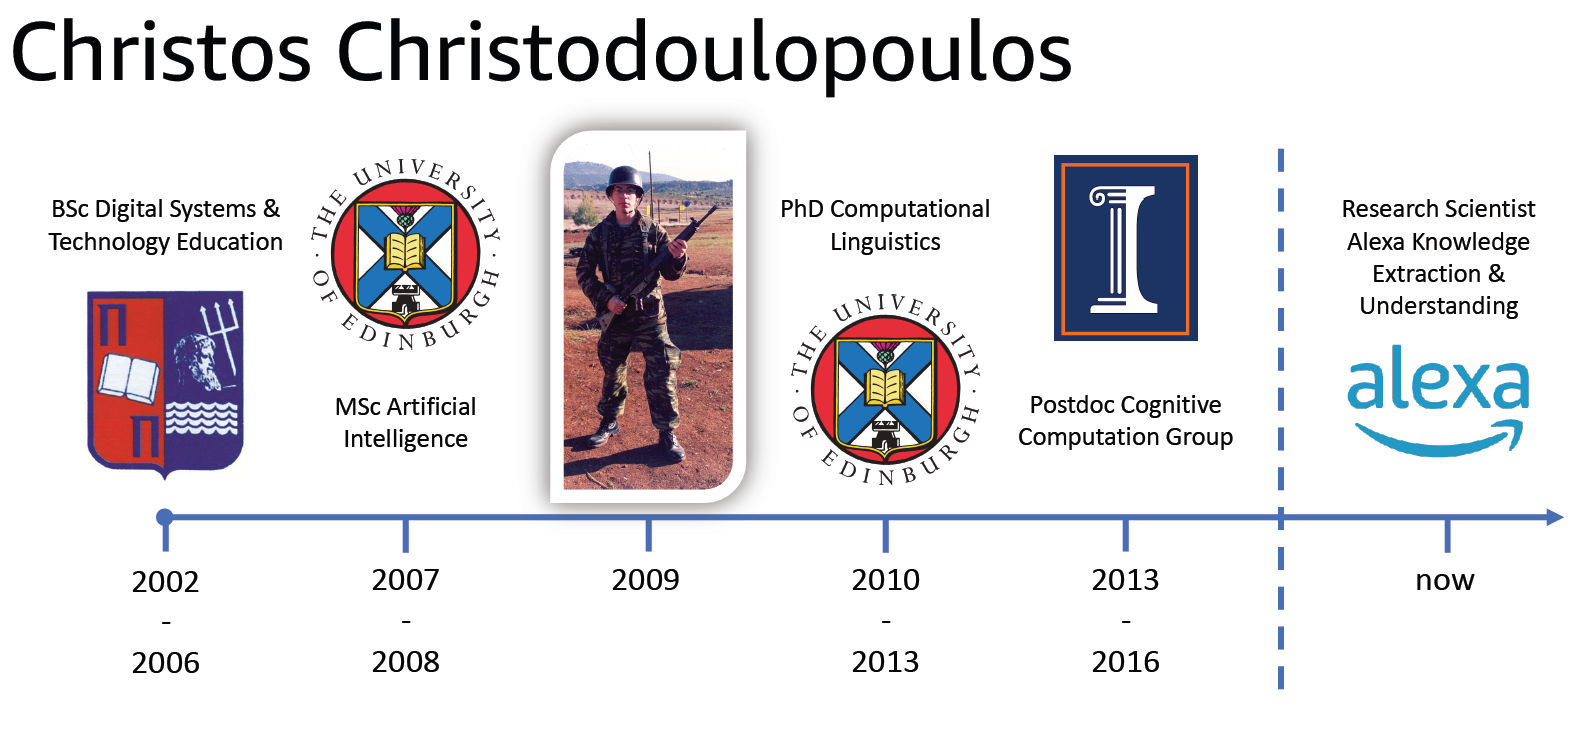 Christos Christodoulopoulos
BSc Digital Systems &
Technology Education
THE UNIVERSITY
· OF EDINBURGH ·
MSc Artificial
Intelligence
PhD Computational
Linguistics
THE UNIVERSITY
· OF EDINBURGH ·
I
Postdoc Cognitive
Computation Group
Research Scientist
Alexa Knowledge
Extraction &
Understanding
alexa
Π
Π
2002
-
2006
2007
-
2008
2009
2010
-
2013
2013
-
2016
now